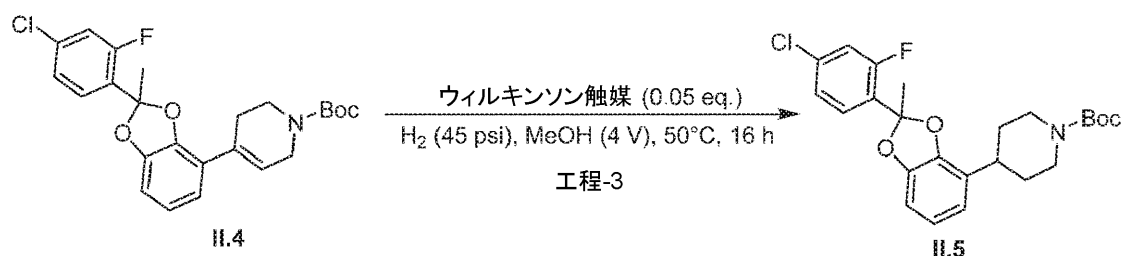 Cl
F
O
O
N
Boc
II.4
ウィルキンソン触媒 (0.05 eq.)
H₂ (45 psi), MeOH (4 V), 50°C, 16 h
工程-3
Cl
F
O
O
N
Boc
II.5